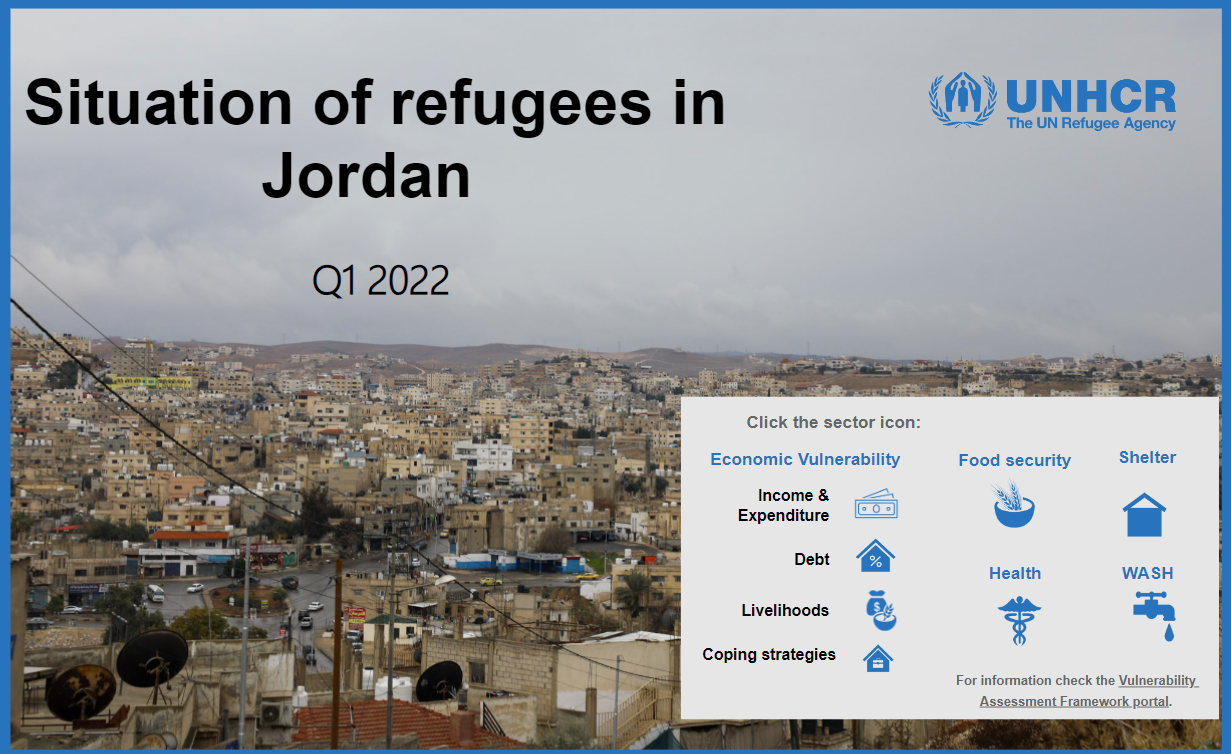 Situation of refugees in
Jordan
Q1 2022
UNHCR
The UN Refugee Agency
Click the sector icon:
Economic Vulnerability
Income &
Expenditure
Debt
%
Livelihoods
$
Coping strategies
Food security
Shelter
Health
WASH
For information check the Vulnerability
Assessment Framework portal.